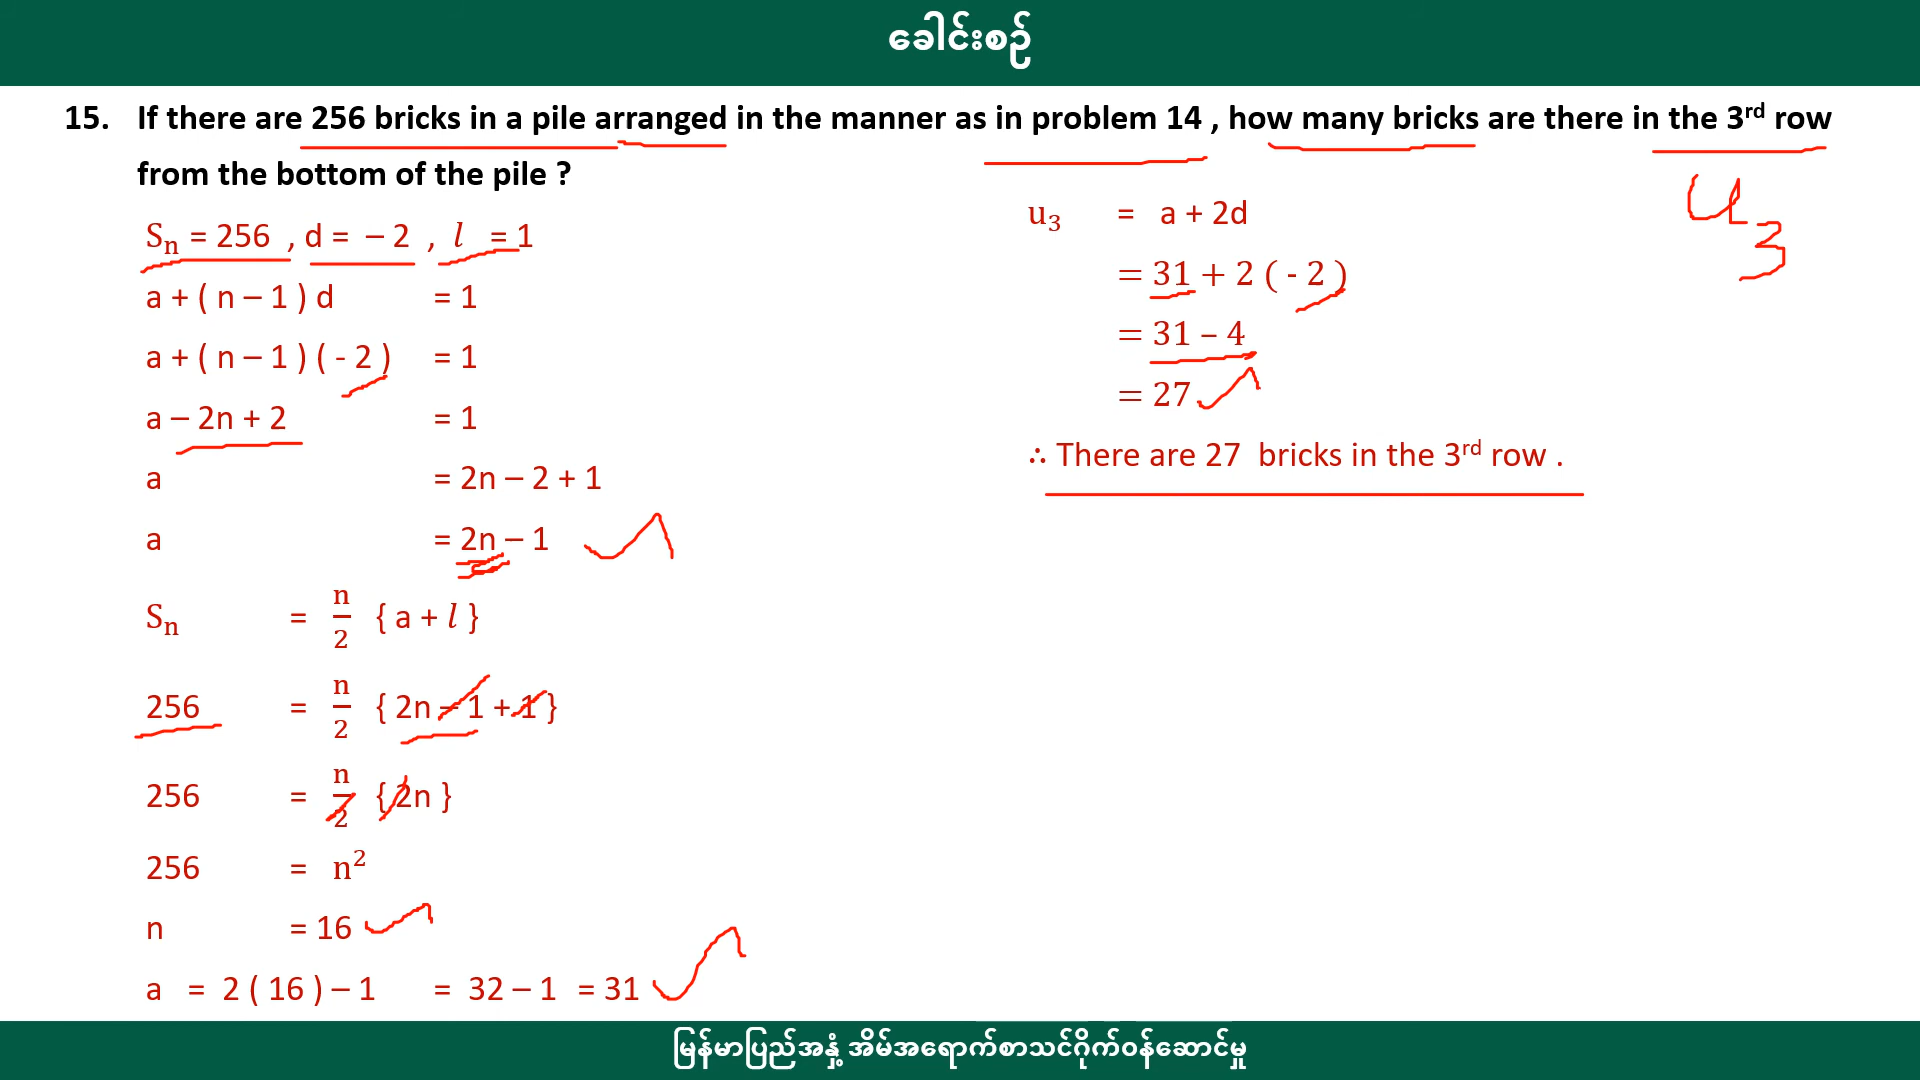 ခေါင်းစဉ်
15. If there are 256 bricks in a pile arranged in the manner as in problem 14 , how many bricks are there in the 3rd row
from the bottom of the pile ?
Sₙ = 256 , d = – 2 , l = 1
a + ( n – 1 ) d = 1
a + ( n – 1 ) ( - 2 ) = 1
a – 2n + 2 = 1
a = 2n – 2 + 1
a = 2n – 1
Sₙ = n/2 { a + l }
256 = n/2 { 2n – 1 + 1 }
256 = n/2 { 2n }
256 = n²
n = 16
a = 2 ( 16 ) – 1 = 32 – 1 = 31
u₃ = a + 2d
= 31 + 2 ( - 2 )
= 31 – 4
= 27
∴ There are 27 bricks in the 3rd row .
U₃
မြန်မာပြည်အနှံ့ အိမ်အရောက်စာသင်ဂိုက်ဝန်ဆောင်မှု